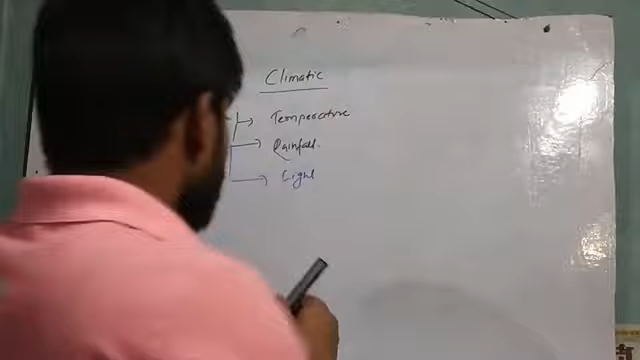 Climatic
→ Temperature
→ Rainfall.
→ Light